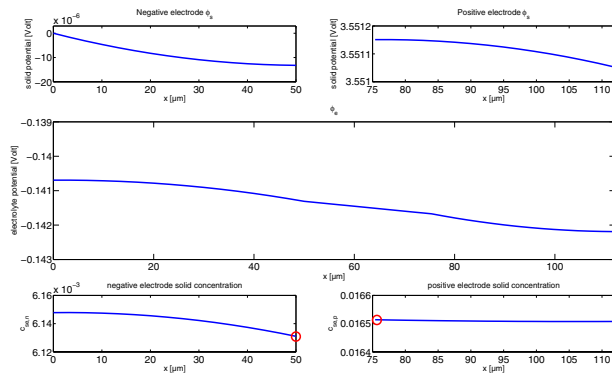 Negative electrode ϕs
Positive electrode ϕs
x 10⁻⁶
solid potential [Volt]
0
−10
−20
0 10 20 30 40 50
x [µm]
solid potential [Volt]
3.5512
3.551
75 80 85 90 95 100 105 110
x [µm]
ϕe
electrolyte potential [Volt]
−0.139
−0.14
−0.141
−0.142
−0.143
0 20 40 60 80 100
x [µm]
x 10⁻³
negative electrode solid concentration
positive electrode solid concentration
cse,n
6.16
6.14
6.12
0 10 20 30 40 50
x [µm]
cse,p
0.0166
0.0165
0.0164
75 80 85 90 95 100 105 110
x [µm]